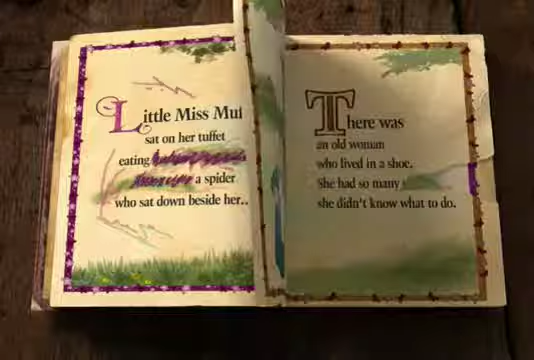 Little Miss Muf
sat on her tuffet
eating
a spider
who sat down beside her..
There was
an old woman
who lived in a shoe.
She had so many
she didn't know what to do.